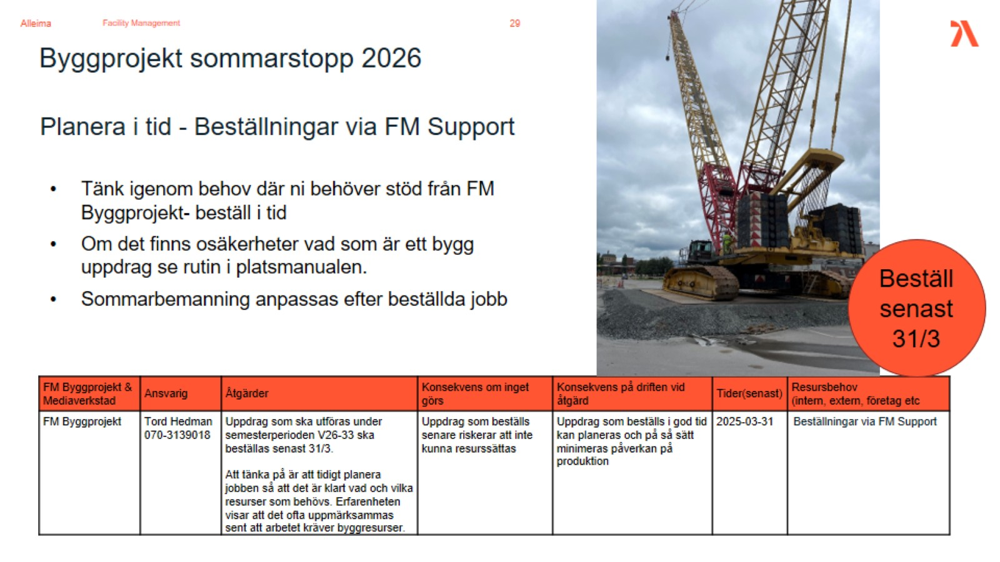 Alleima
Facility Management
29
Byggprojekt sommarstopp 2026
Planera i tid - Beställningar via FM Support
• Tänk igenom behov där ni behöver stöd från FM
Byggprojekt- beställ i tid
• Om det finns osäkerheter vad som är ett bygg
uppdrag se rutin i platsmanualen.
• Sommarbemanning anpassas efter beställda jobb
Beställ
senast
31/3
FM Byggprojekt &
Mediaverkstad
Ansvarig
Åtgärder
Konsekvens om inget
görs
Konsekvens på driften vid
åtgärd
Tider(senast)
Resursbehov
(intern, extern, företag etc
FM Byggprojekt
Tord Hedman
070-3139018
Uppdrag som ska utföras under
semesterperioden V26-33 ska
beställas senast 31/3.
Att tänka på är att tidigt planera
jobben så att det är klart vad och vilka
resurser som behövs. Erfarenheten
visar att det ofta uppmärksammas
sent att arbetet kräver byggresurser.
Uppdrag som beställs
senare riskerar att inte
kunna resurssättas
Uppdrag som beställs i god tid
kan planeras och på så sätt
minimeras påverkan på
produktion
2025-03-31
Beställningar via FM Support